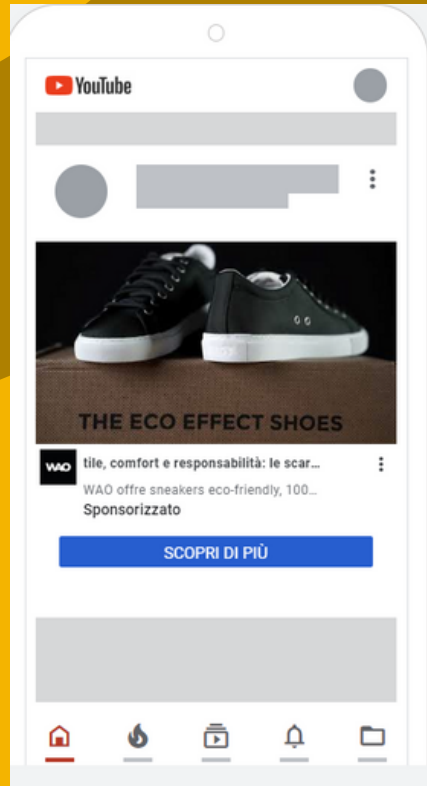 YouTube
THE ECO EFFECT SHOES
WAO
tile, comfort e responsabilità: le scar...
WAO offre sneakers eco-friendly, 100...
Sponsorizzato
SCOPRI DI PIÙ